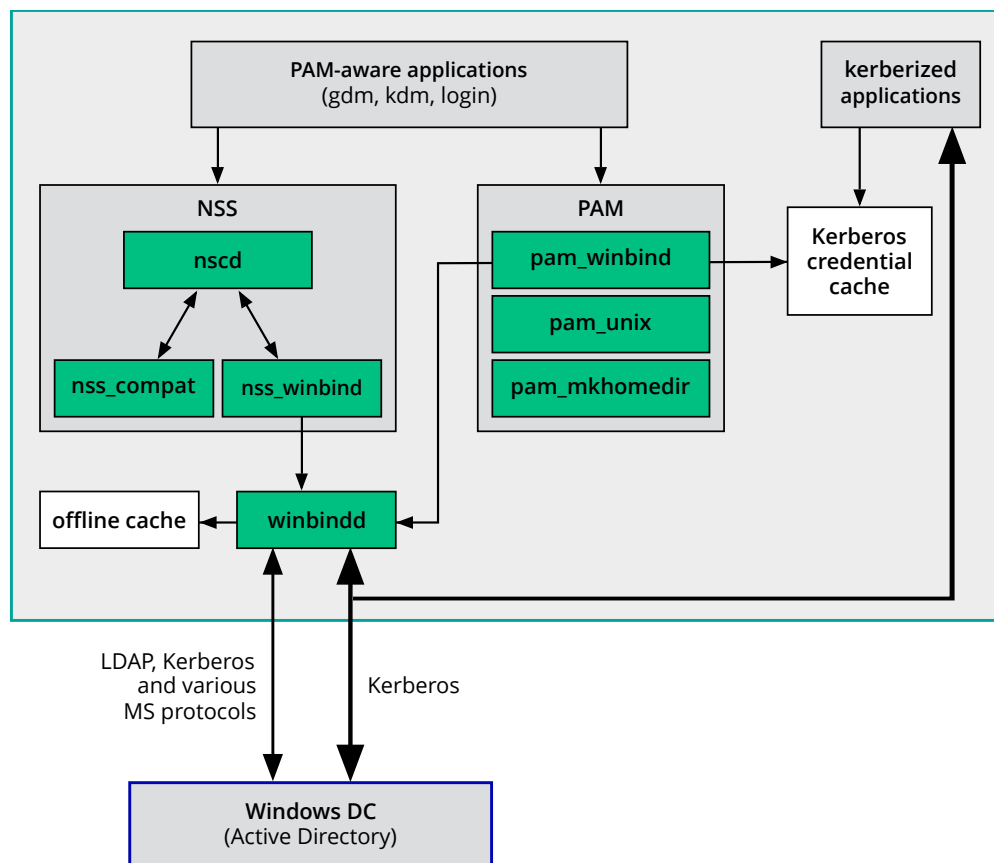 PAM-aware applications
(gdm, kdm, login)
kerberized
applications
NSS
PAM
nscd
pam_winbind
Kerberos
credential
cache
pam_unix
nss_compat
nss_winbind
pam_mkhomedir
offline cache
winbindd
LDAP, Kerberos
and various
MS protocols
Kerberos
Windows DC
(Active Directory)